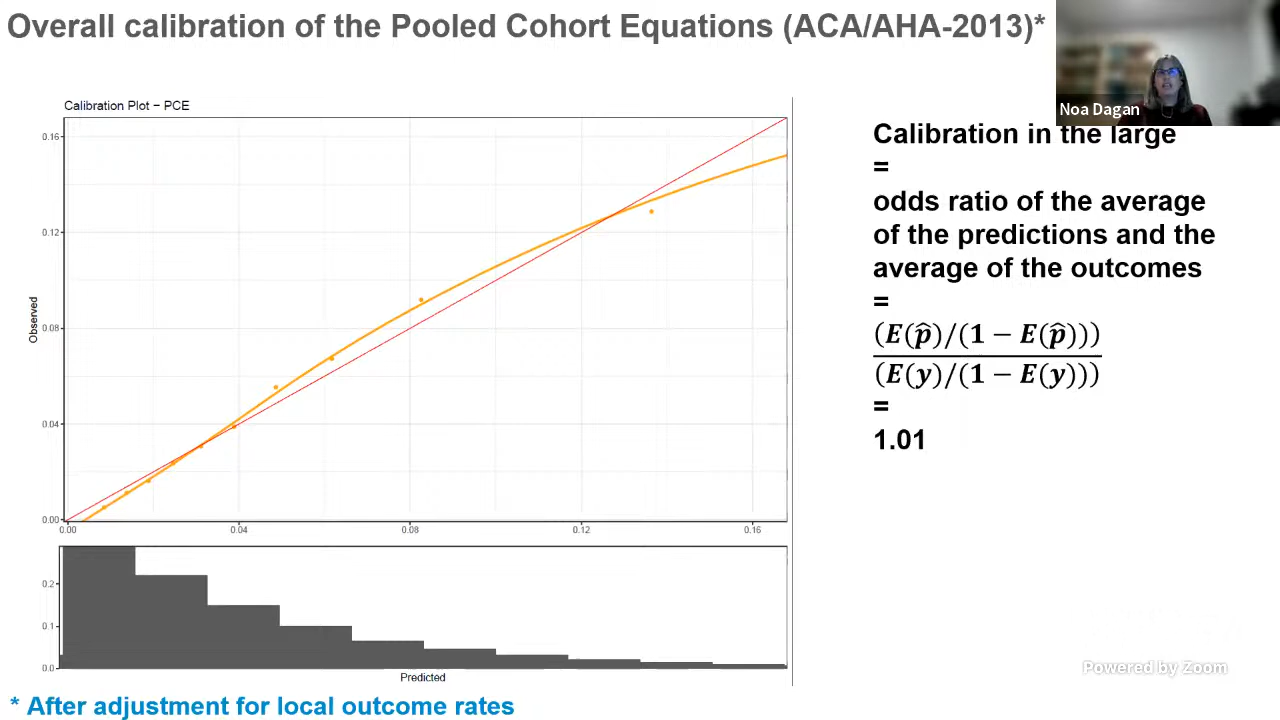 Overall calibration of the Pooled Cohort Equations (ACA/AHA-2013)*
Noa Dagan
Calibration Plot − PCE
0.16
0.12
0.08
0.04
0.00
Observed
0.00 0.04 0.08 0.12 0.16
0.2
0.1
0.0
Predicted
Calibration in the large
=
odds ratio of the average
of the predictions and the
average of the outcomes
=
(E(p̂)/(1 − E(p̂)))
(E(y)/(1 − E(y)))
=
1.01
Powered by Zoom
* After adjustment for local outcome rates